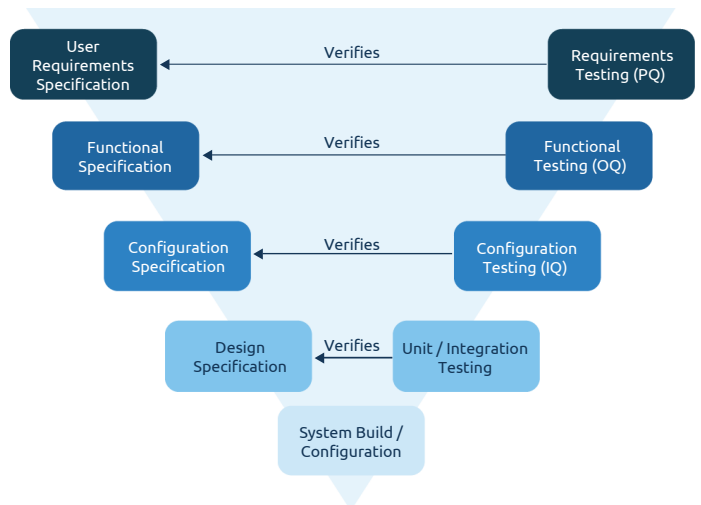 User
Requirements
Specification
Verifies
Requirements
Testing (PQ)
Functional
Specification
Verifies
Functional
Testing (OQ)
Configuration
Specification
Verifies
Configuration
Testing (IQ)
Design
Specification
Verifies
Unit / Integration
Testing
System Build /
Configuration